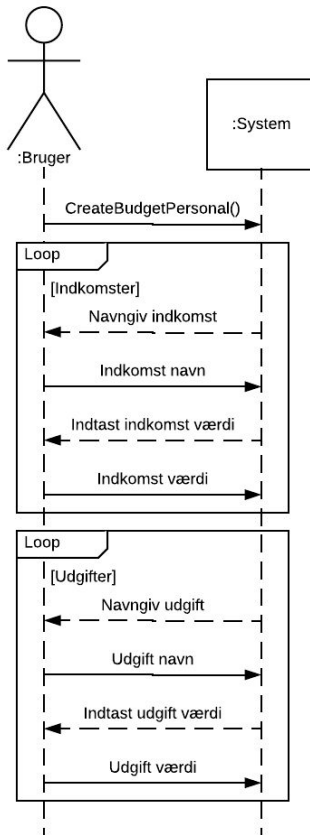 :Bruger
:System
CreateBudgetPersonal()
Loop
[Indkomster]
Navngiv indkomst
Indkomst navn
Indtast indkomst værdi
Indkomst værdi
Loop
[Udgifter]
Navngiv udgift
Udgift navn
Indtast udgift værdi
Udgift værdi